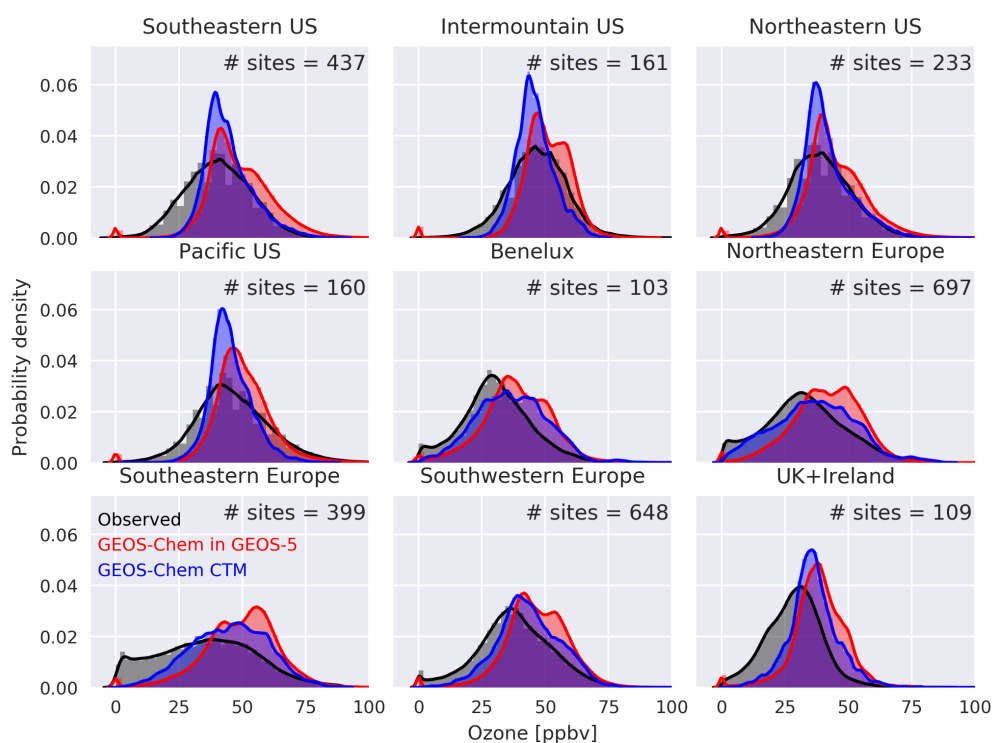 Southeastern US
Intermountain US
Northeastern US
# sites = 437
# sites = 161
# sites = 233
0.06
0.04
0.02
0.00
Pacific US
Benelux
Northeastern Europe
# sites = 160
# sites = 103
# sites = 697
0.06
0.04
0.02
0.00
Probability density
Southeastern Europe
Southwestern Europe
UK+Ireland
# sites = 399
# sites = 648
# sites = 109
Observed
GEOS-Chem in GEOS-5
GEOS-Chem CTM
0.06
0.04
0.02
0.00
0 25 50 75 100
0 25 50 75 100
0 25 50 75 100
Ozone [ppbv]